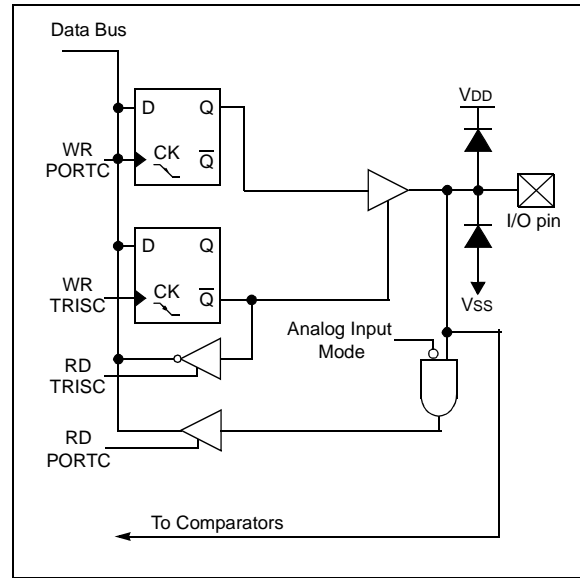 Data Bus
D Q
WR
PORTC
CK Q
VDD
I/O pin
D Q
WR
TRISC
CK Q
VSS
Analog Input
Mode
RD
TRISC
RD
PORTC
To Comparators